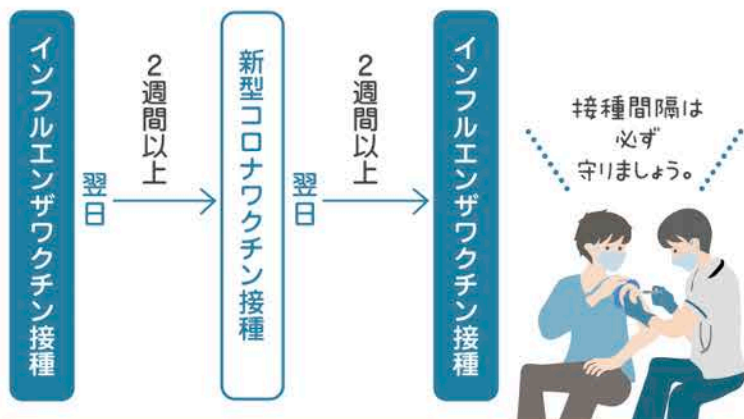 インフルエンザワクチン接種
翌日
2週間以上
新型コロナワクチン接種
翌日
2週間以上
インフルエンザワクチン接種
接種間隔は
必ず
守りましょう。